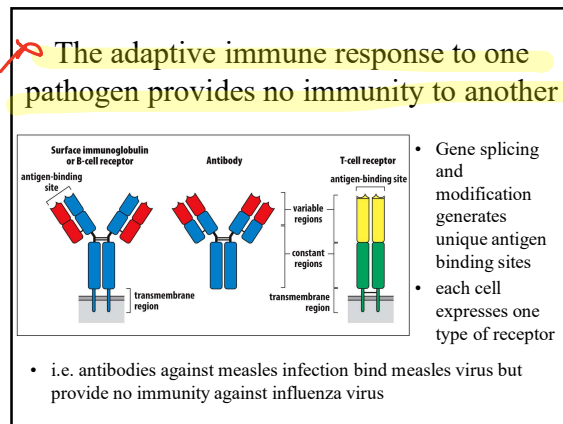 The adaptive immune response to one
pathogen provides no immunity to another
Surface immunoglobulin
or B-cell receptor
antigen-binding
site
Antibody
T-cell receptor
antigen-binding site
variable
regions
constant
regions
transmembrane
region
transmembrane
region
• Gene splicing
and
modification
generates
unique antigen
binding sites
• each cell
expresses one
type of receptor
• i.e. antibodies against measles infection bind measles virus but
provide no immunity against influenza virus